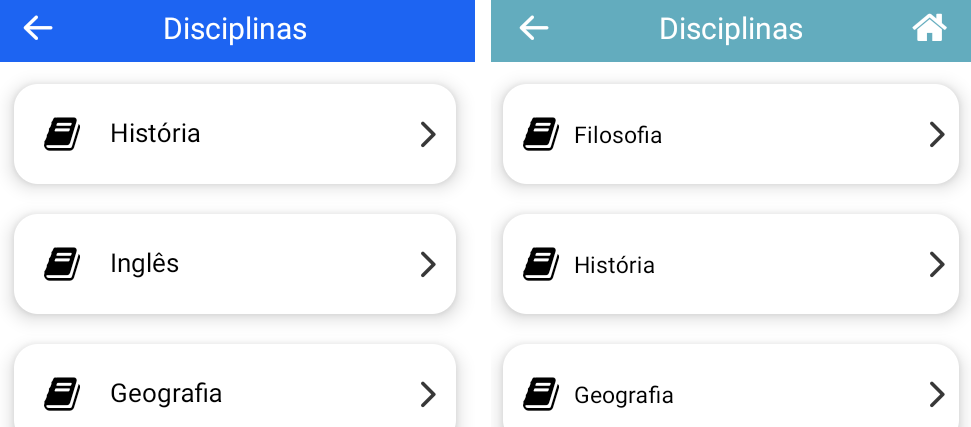 Disciplinas
História
Inglês
Geografia
Disciplinas
Filosofia
História
Geografia